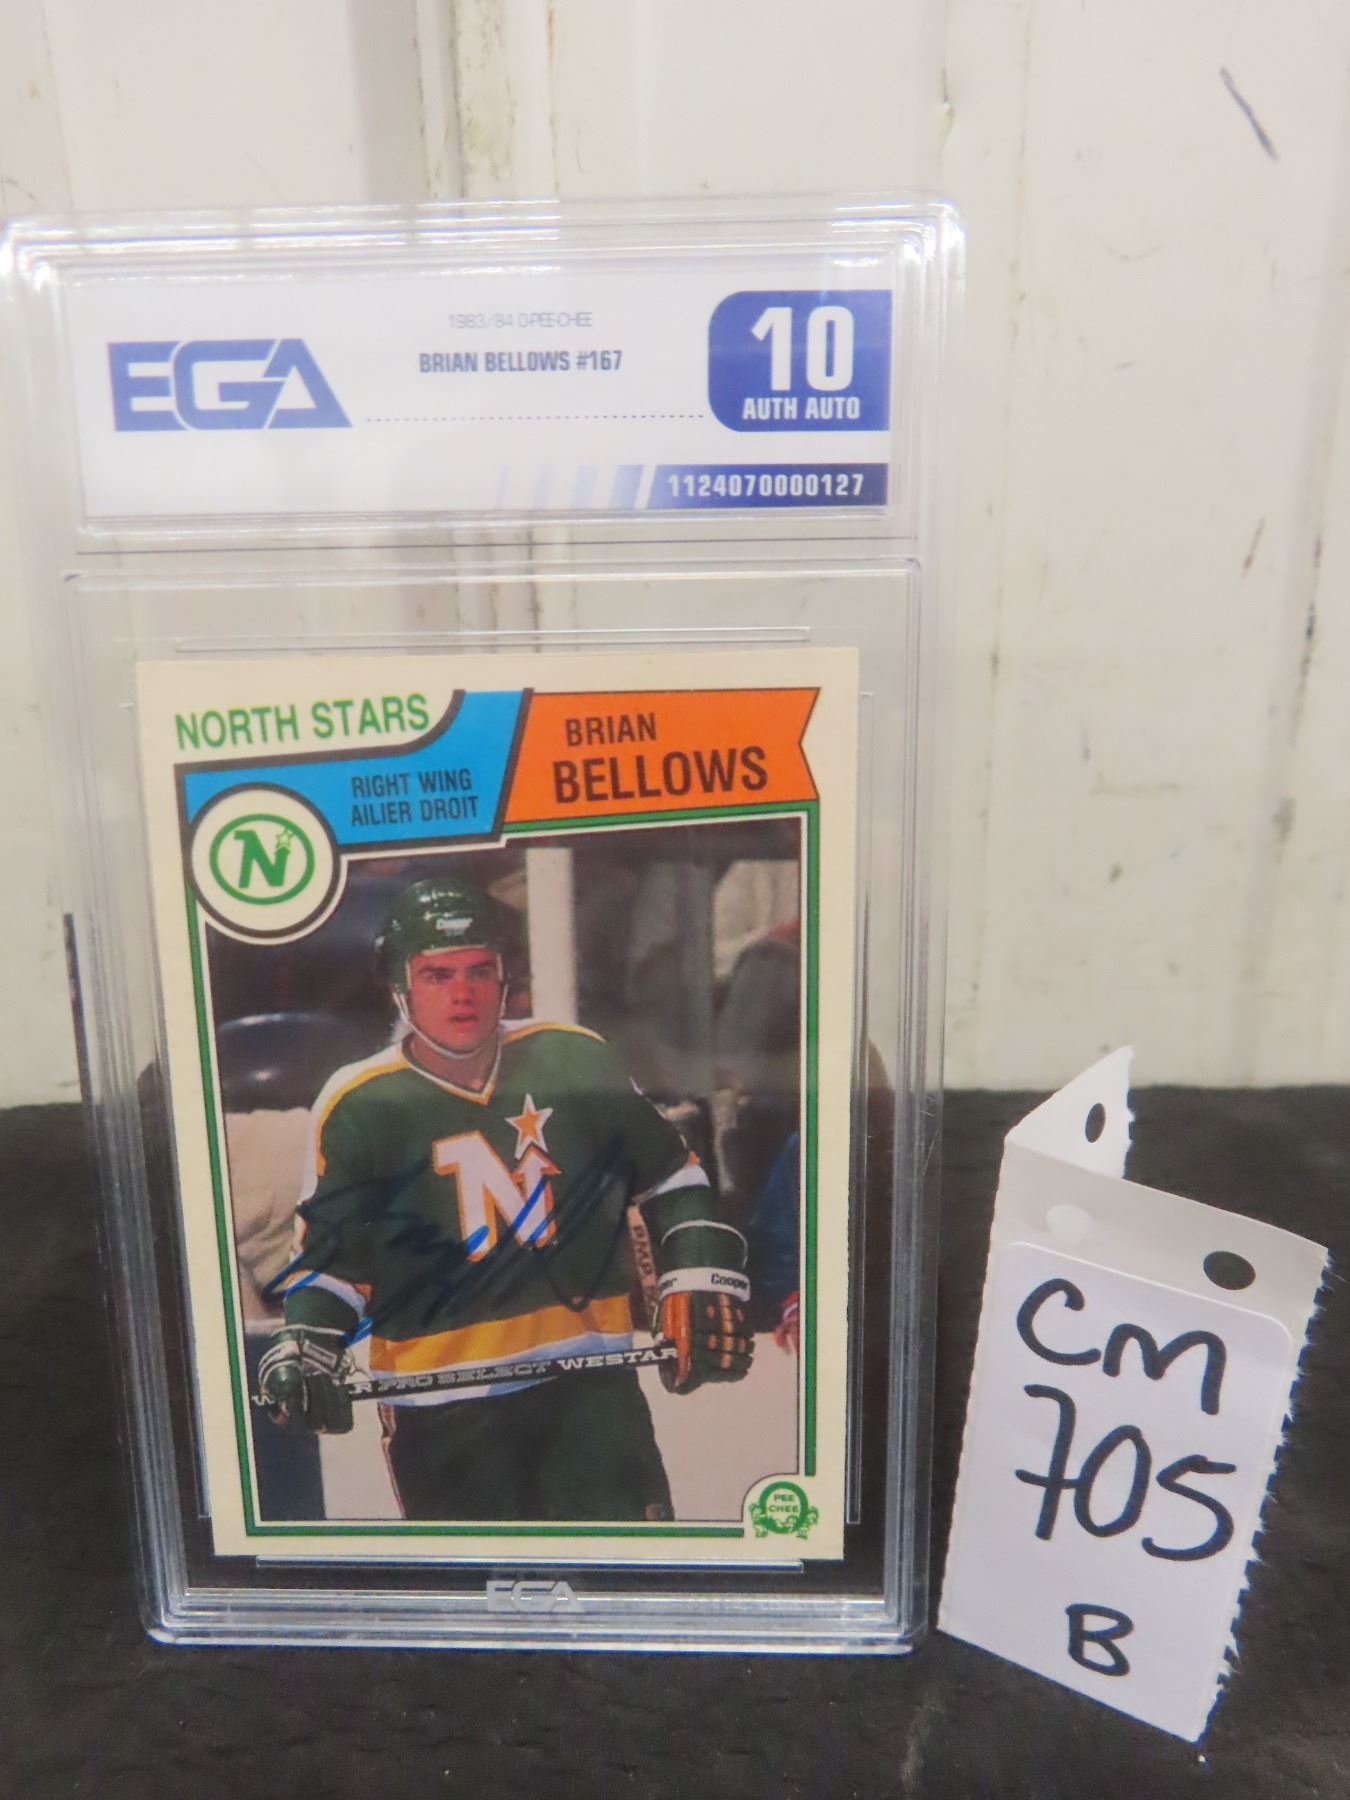 1983/84 O-PEE-CHEE
EGA
BRIAN BELLOWS #167
10
AUTH AUTO
1124070000127
NORTH STARS
BRIAN
BELLOWS
RIGHT WING
AILIER DROIT
N
Cooper
N
Cooper
PRO SELECT WESTAR
PEE
CHEE
EGA
CM
705
B